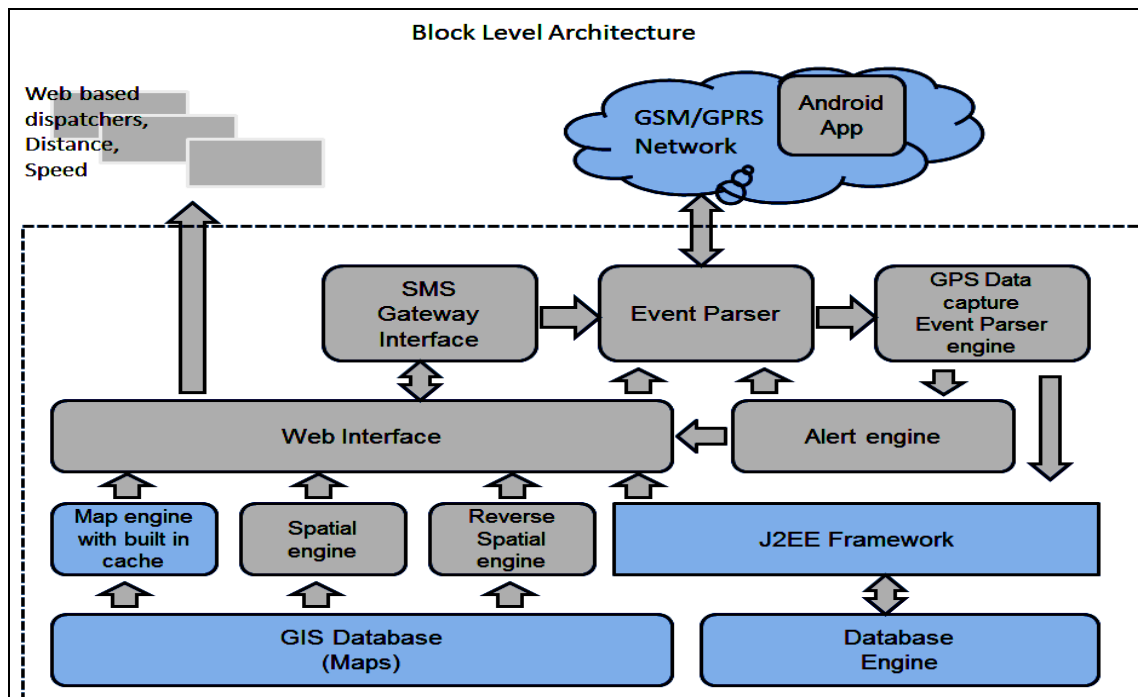 Block Level Architecture
Web based
dispatchers,
Distance,
Speed
GSM/GPRS
Network
Android
App
SMS
Gateway
Interface
Event Parser
GPS Data
capture
Event Parser
engine
Web Interface
Alert engine
Map engine
with built in
cache
Spatial
engine
Reverse
Spatial
engine
J2EE Framework
GIS Database
(Maps)
Database
Engine